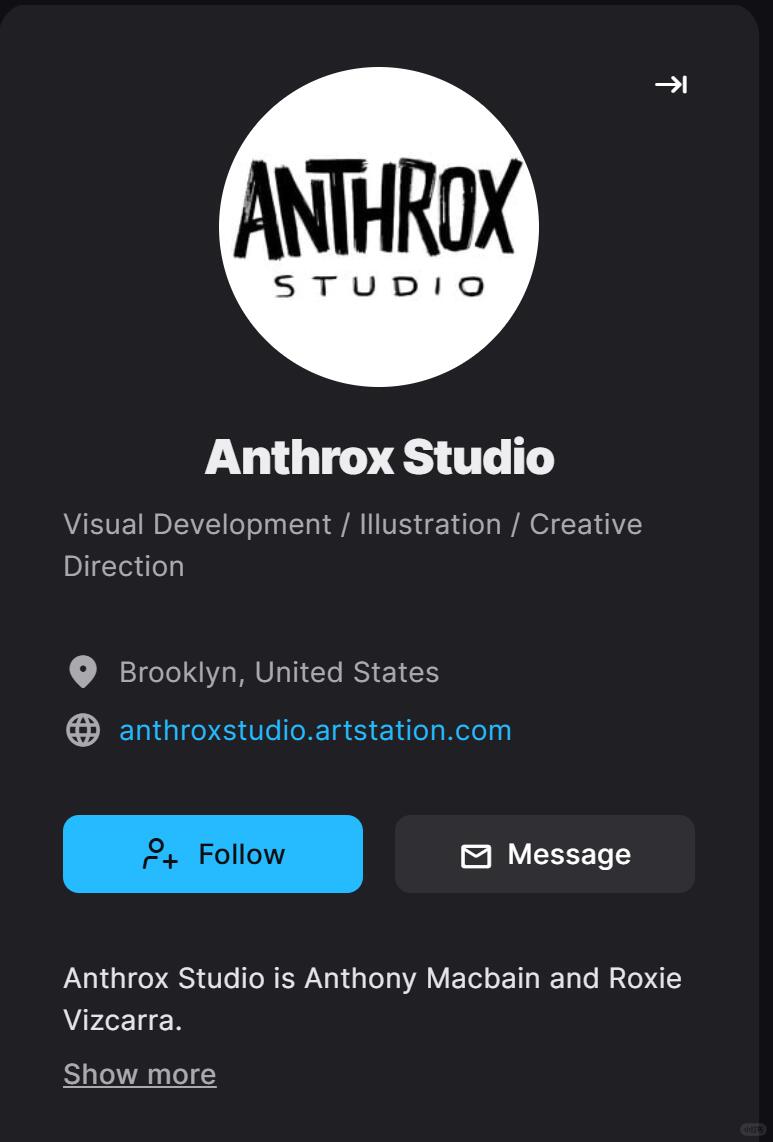 ANTHROX
STUDIO
Anthrox Studio
Visual Development / Illustration / Creative
Direction
Brooklyn, United States
anthroxstudio.artstation.com
Follow
Message
Anthrox Studio is Anthony Macbain and Roxie
Vizcarra.
Show more